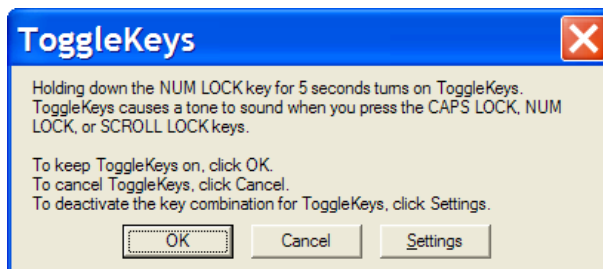 ToggleKeys
Holding down the NUM LOCK key for 5 seconds turns on ToggleKeys.
ToggleKeys causes a tone to sound when you press the CAPS LOCK, NUM
LOCK, or SCROLL LOCK keys.
To keep ToggleKeys on, click OK.
To cancel ToggleKeys, click Cancel.
To deactivate the key combination for ToggleKeys, click Settings.
OK Cancel Settings